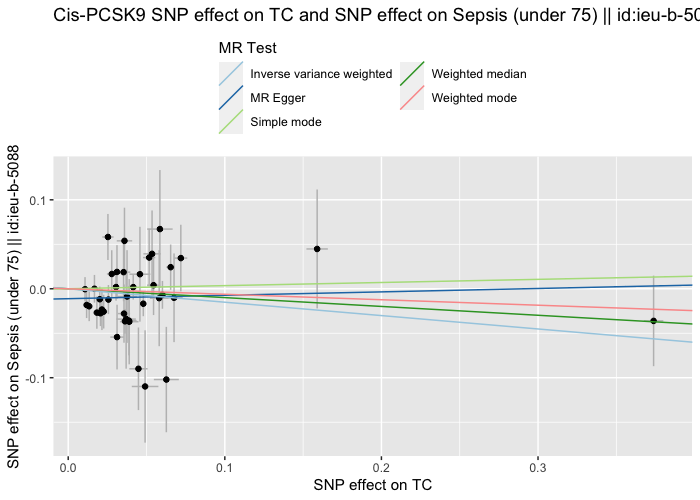 Cis-PCSK9 SNP effect on TC and SNP effect on Sepsis (under 75) || id:ieu-b-50
MR Test
Inverse variance weighted
Weighted median
MR Egger
Weighted mode
Simple mode
SNP effect on Sepsis (under 75) || id:ieu-b-5088
0.1
0.0
-0.1
0.0
0.1
0.2
0.3
SNP effect on TC